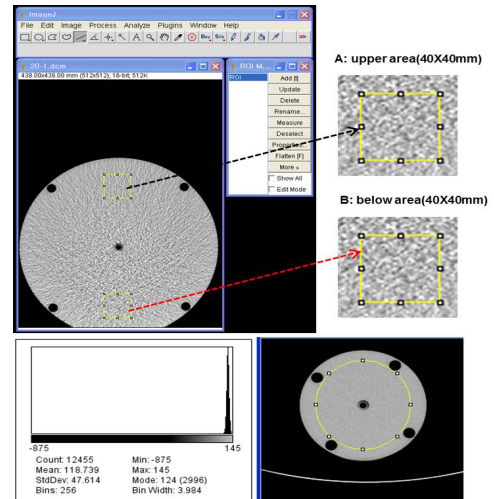 ImageJ
File Edit Image Process Analyze Plugins Window Help
Dev Stk
20-1.dcm
438.00x438.00 mm (512x512); 16-bit; 512K
ROI M...
ROI
Add [t]
Update
Delete
Rename...
Measure
Deselect
Properties...
Flatten [F]
More »
Show All
Edit Mode
A: upper area(40X40mm)
B: below area(40X40mm)
-875 145
Count: 12455 Min: -875
Mean: 118.739 Max: 145
StdDev: 47.614 Mode: 124 (2996)
Bins: 256 Bin Width: 3.984